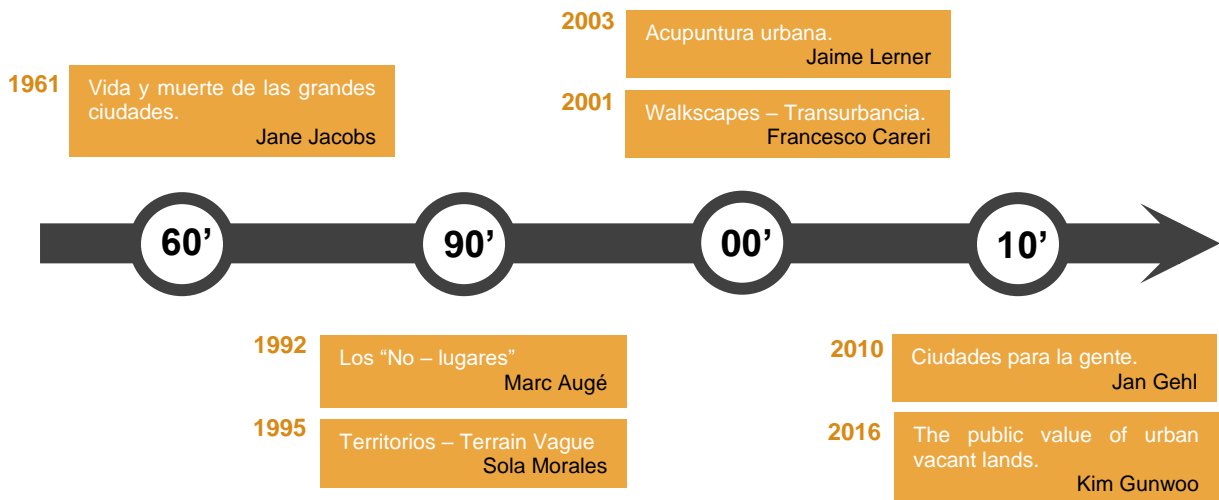 1961
Vida y muerte de las grandes
ciudades.
Jane Jacobs
2003
Acupuntura urbana.
Jaime Lerner
2001
Walkscapes – Transurbancia.
Francesco Careri
60’
90’
00’
10’
1992
Los “No – lugares”
Marc Augé
1995
Territorios – Terrain Vague
Sola Morales
2010
Ciudades para la gente.
Jan Gehl
2016
The public value of urban
vacant lands.
Kim Gunwoo